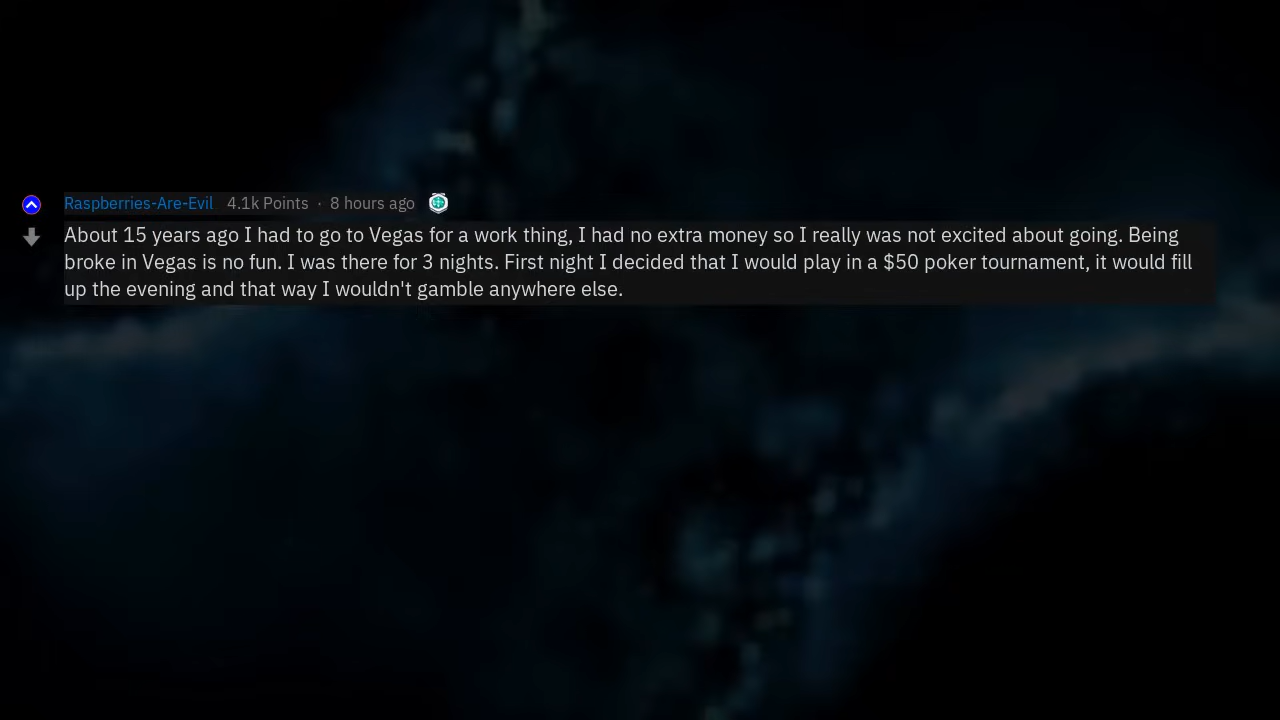 Raspberries-Are-Evil 4.1k Points · 8 hours ago
About 15 years ago I had to go to Vegas for a work thing, I had no extra money so I really was not excited about going. Being
broke in Vegas is no fun. I was there for 3 nights. First night I decided that I would play in a $50 poker tournament, it would fill
up the evening and that way I wouldn't gamble anywhere else.